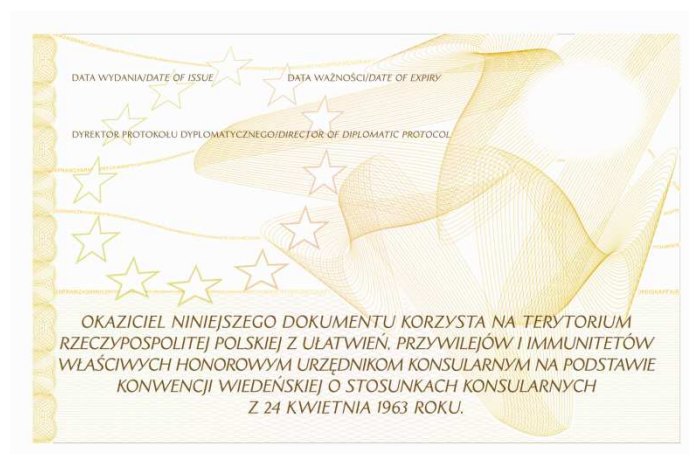 DATA WYDANIA/DATE OF ISSUE DATA WAŻNOŚCI/DATE OF EXPIRY
DYREKTOR PROTOKOŁU DYPLOMATYCZNEGO/DIRECTOR OF DIPLOMATIC PROTOCOL
OKAZICIEL NINIEJSZEGO DOKUMENTU KORZYSTA NA TERYTORIUM
RZECZYPOSPOLITEJ POLSKIEJ Z UŁATWIEŃ, PRZYWILEJÓW I IMMUNITETÓW
WŁAŚCIWYCH HONOROWYM URZĘDNIKOM KONSULARNYM NA PODSTAWIE
KONWENCJI WIEDEŃSKIEJ O STOSUNKACH KONSULARNYCH
Z 24 KWIETNIA 1963 ROKU.